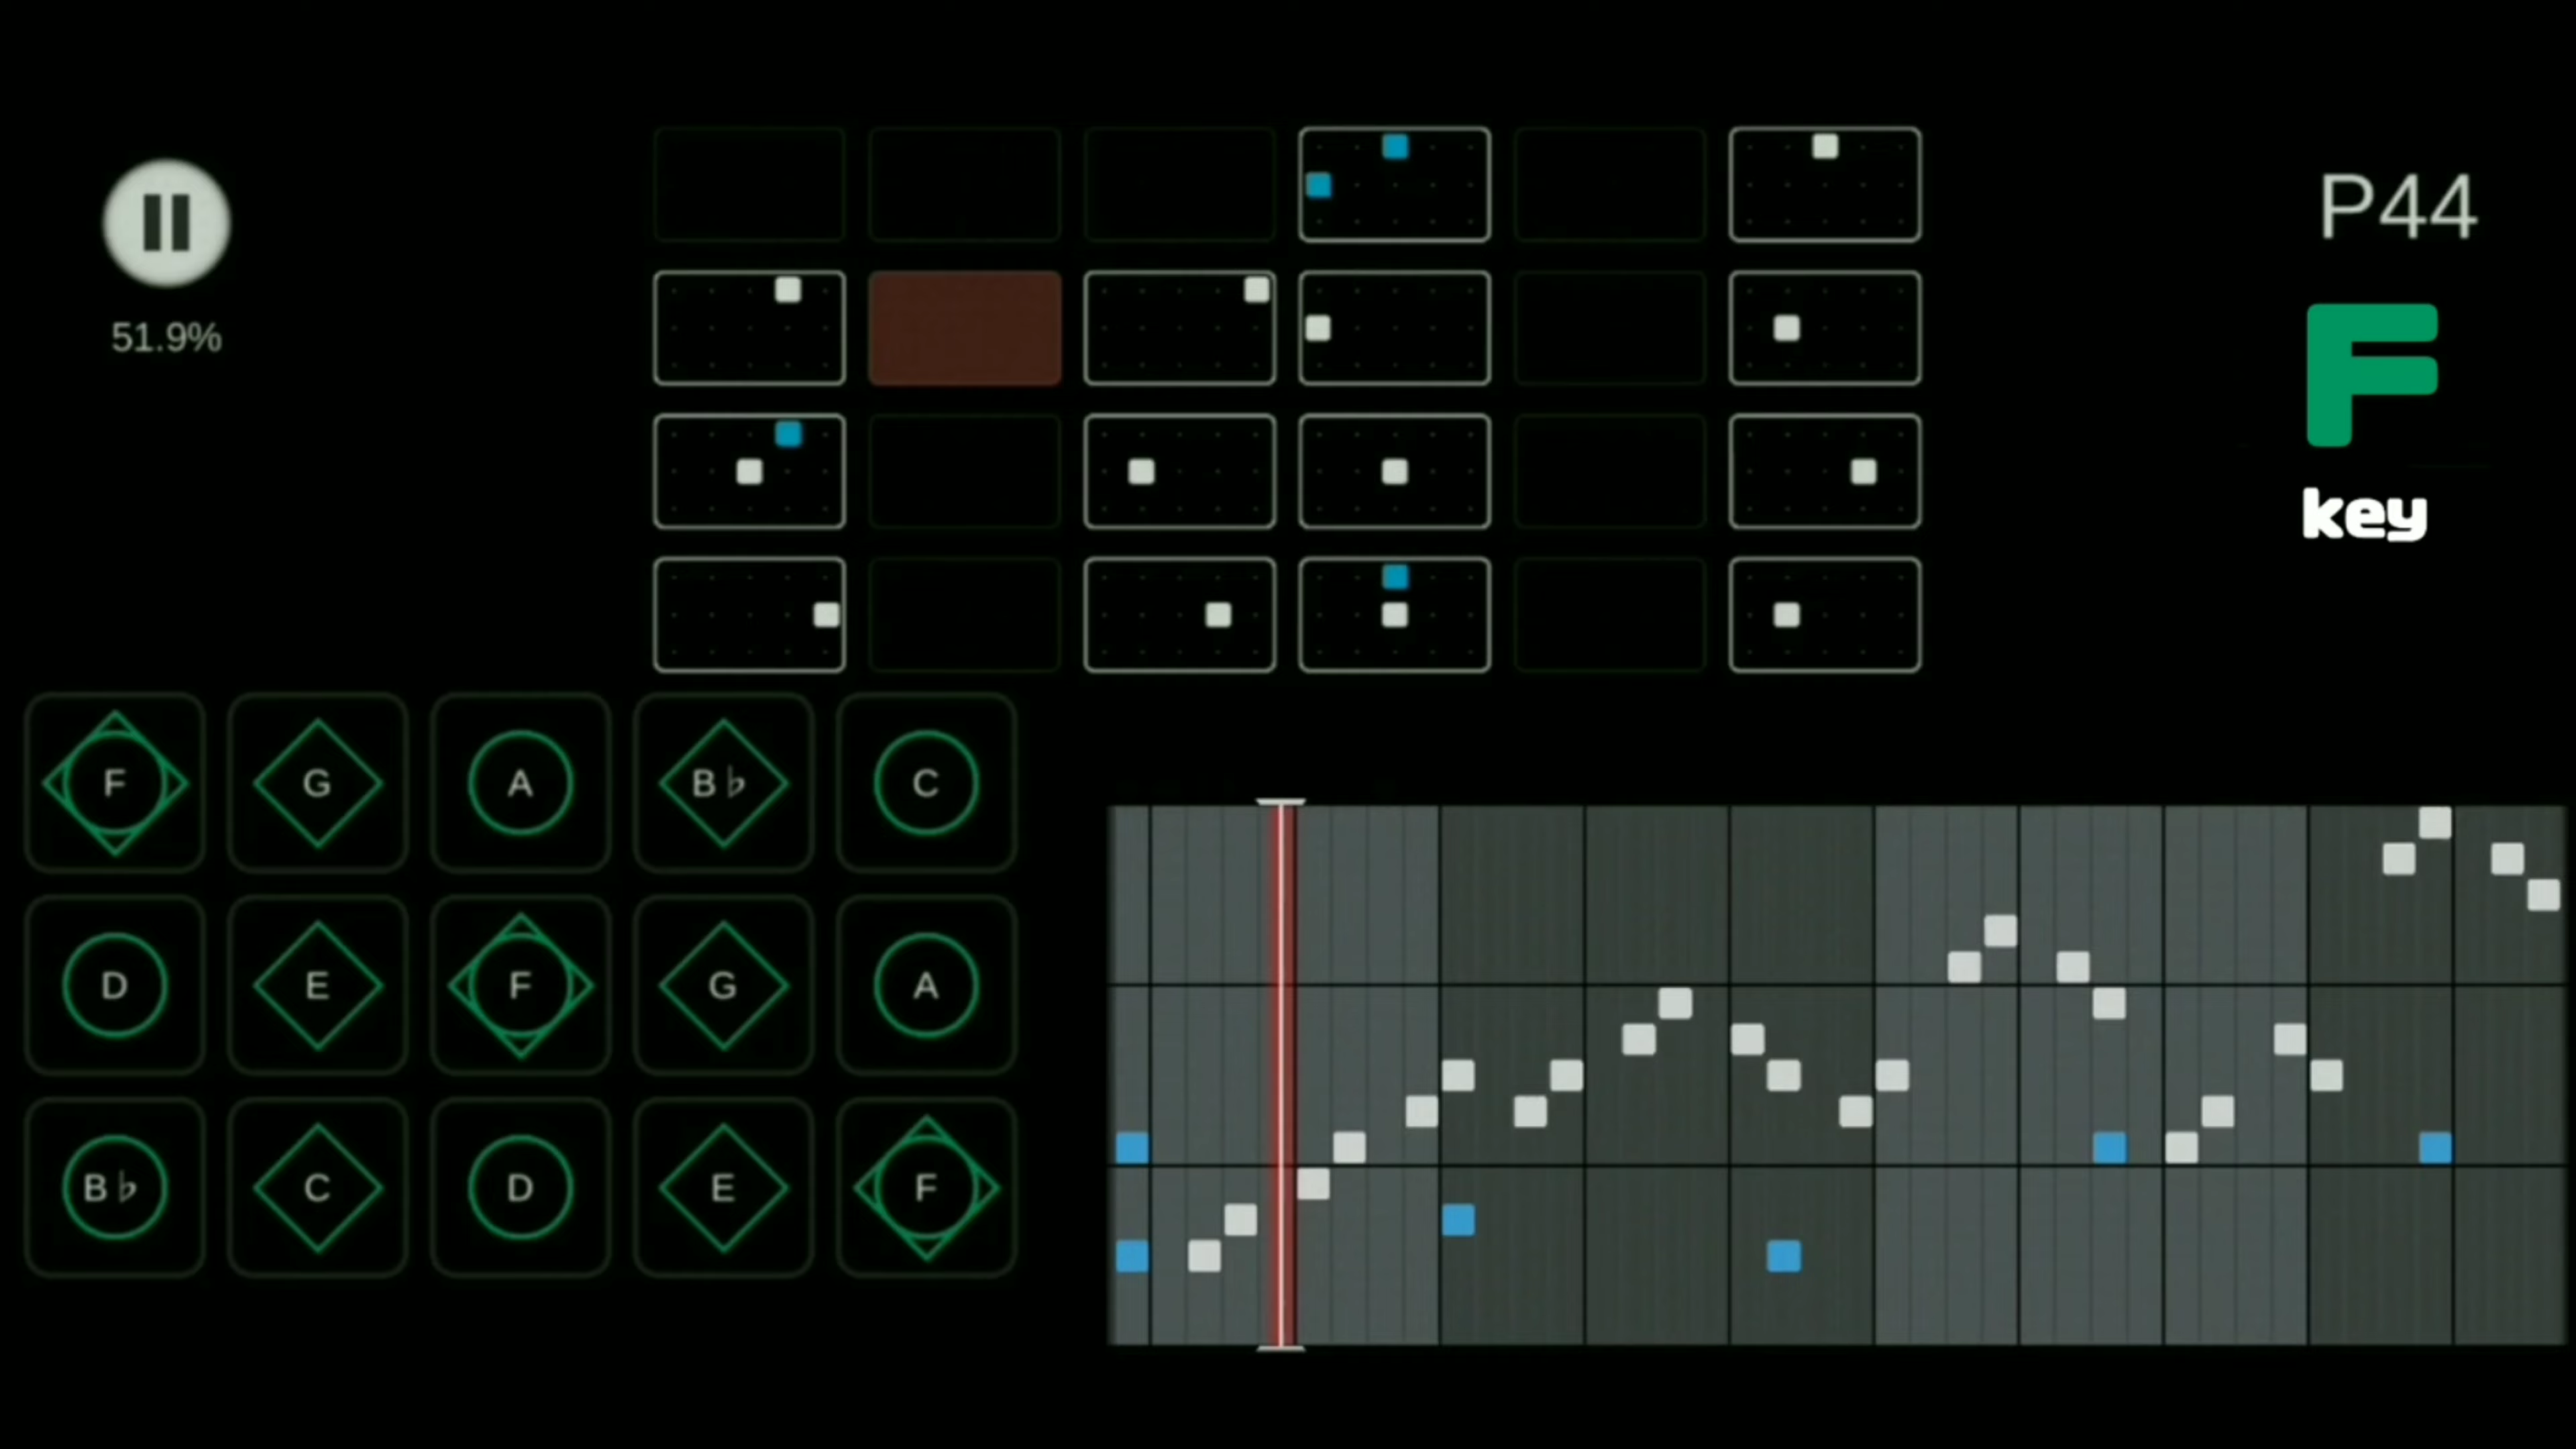 P44
51.9%
F
key
F G A B♭ C
D E F G A
B♭ C D E F